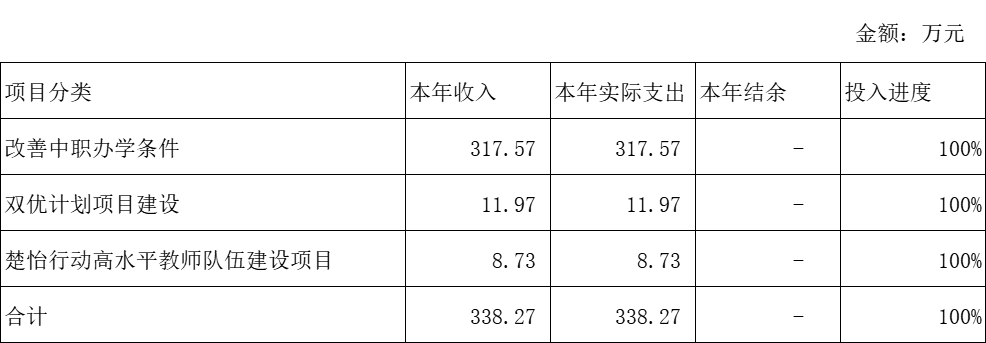 金额：万元
项目分类 本年收入 本年实际支出 本年结余 投入进度
改善中职办学条件 317.57 317.57 - 100%
双优计划项目建设 11.97 11.97 - 100%
楚怡行动高水平教师队伍建设项目 8.73 8.73 - 100%
合计 338.27 338.27 - 100%